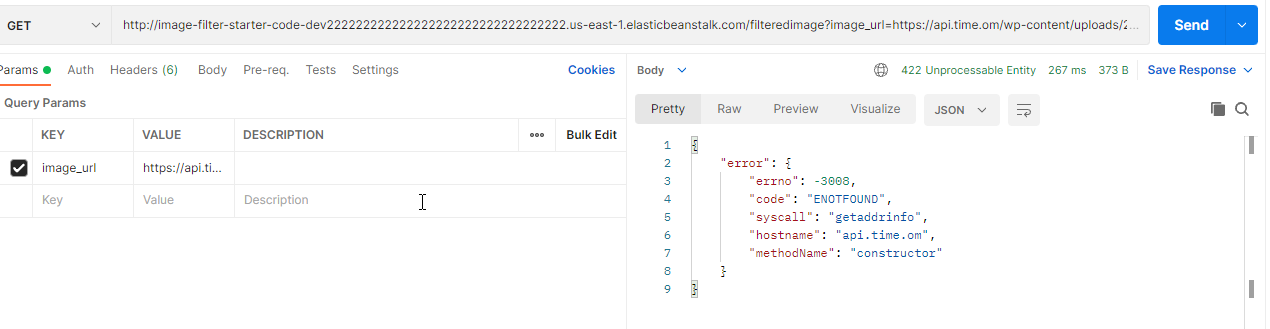 GET
http://image-filter-starter-code-dev2222222222222222222222222222222222.us-east-1.elasticbeanstalk.com/filteredimage?image_url=https://api.time.om/wp-content/uploads/2...
Send
Params Auth Headers (6) Body Pre-req. Tests Settings Cookies
Query Params
KEY VALUE DESCRIPTION ••• Bulk Edit
image_url https://api.ti...
Key Value Description
Body 422 Unprocessable Entity 267 ms 373 B Save Response
Pretty Raw Preview Visualize JSON
1 {
2 "error": {
3 "errno": -3008,
4 "code": "ENOTFOUND",
5 "syscall": "getaddrinfo",
6 "hostname": "api.time.om",
7 "methodName": "constructor"
8 }
9 }